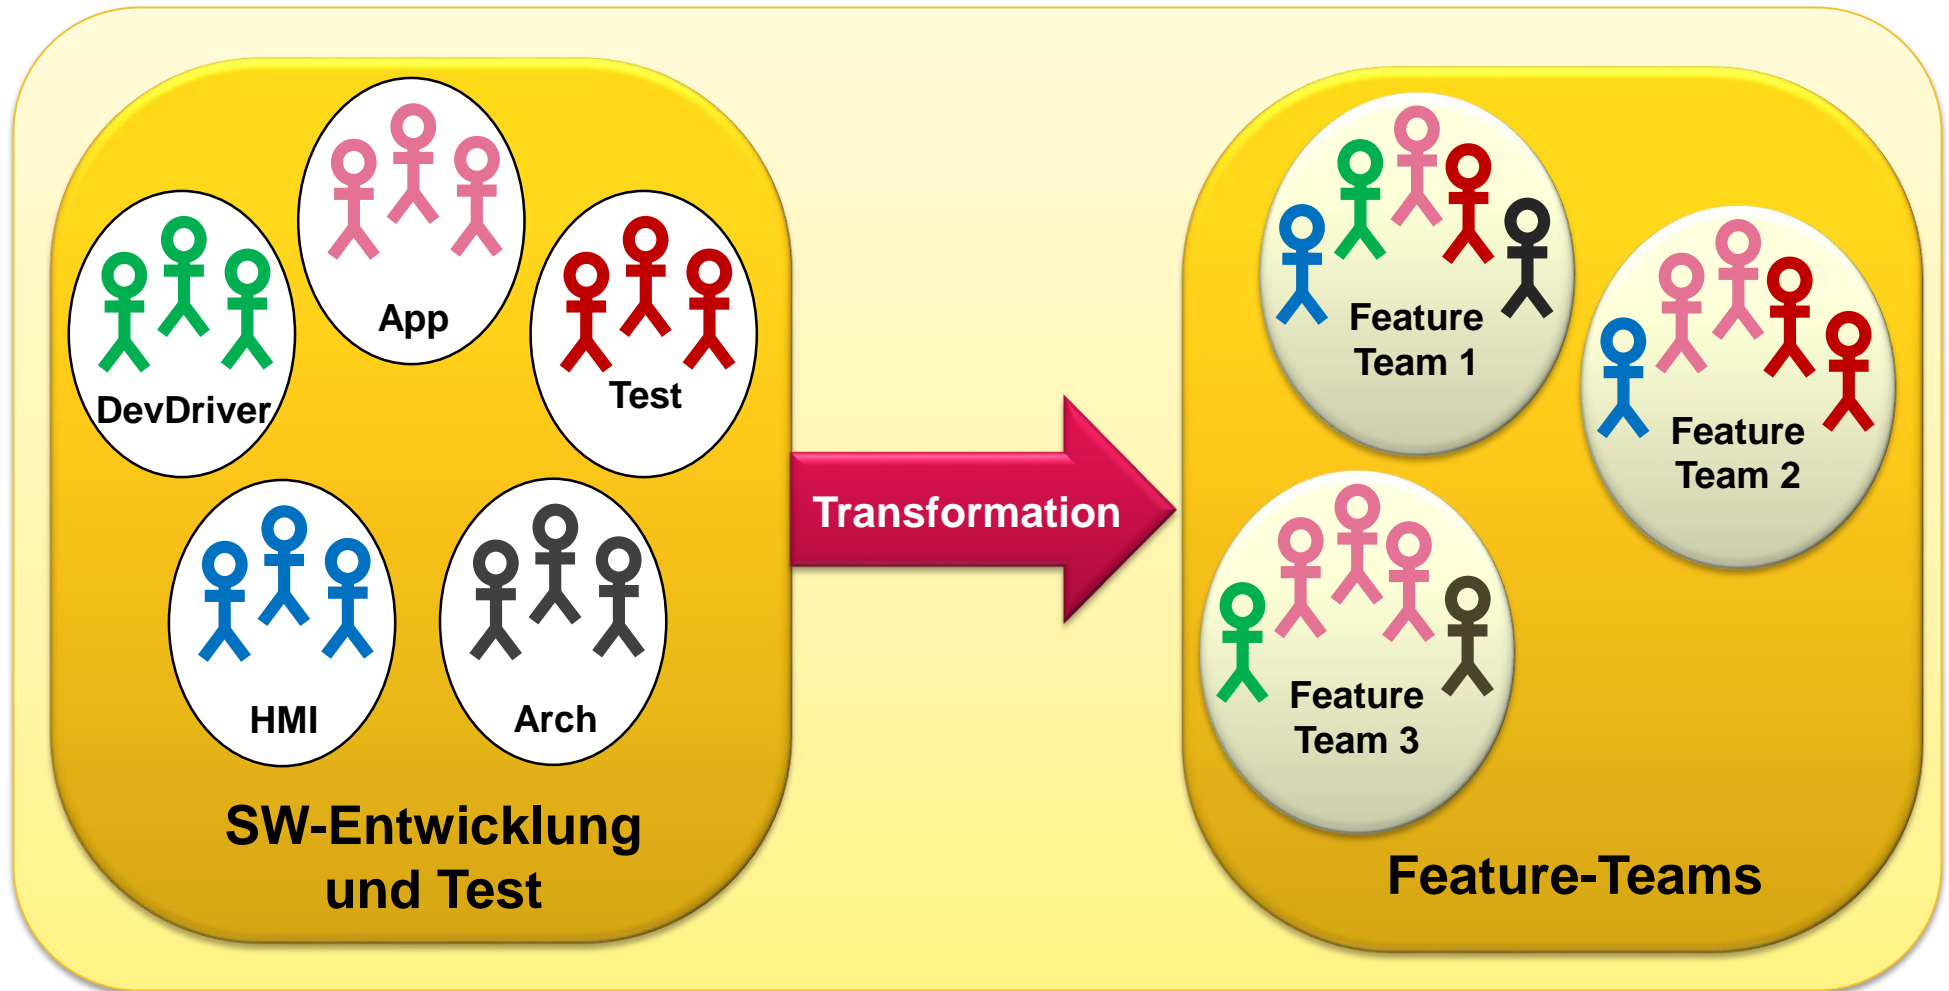 App
DevDriver
Test
HMI
Arch
SW-Entwicklung
und Test
Transformation
Feature
Team 1
Feature
Team 2
Feature
Team 3
Feature-Teams